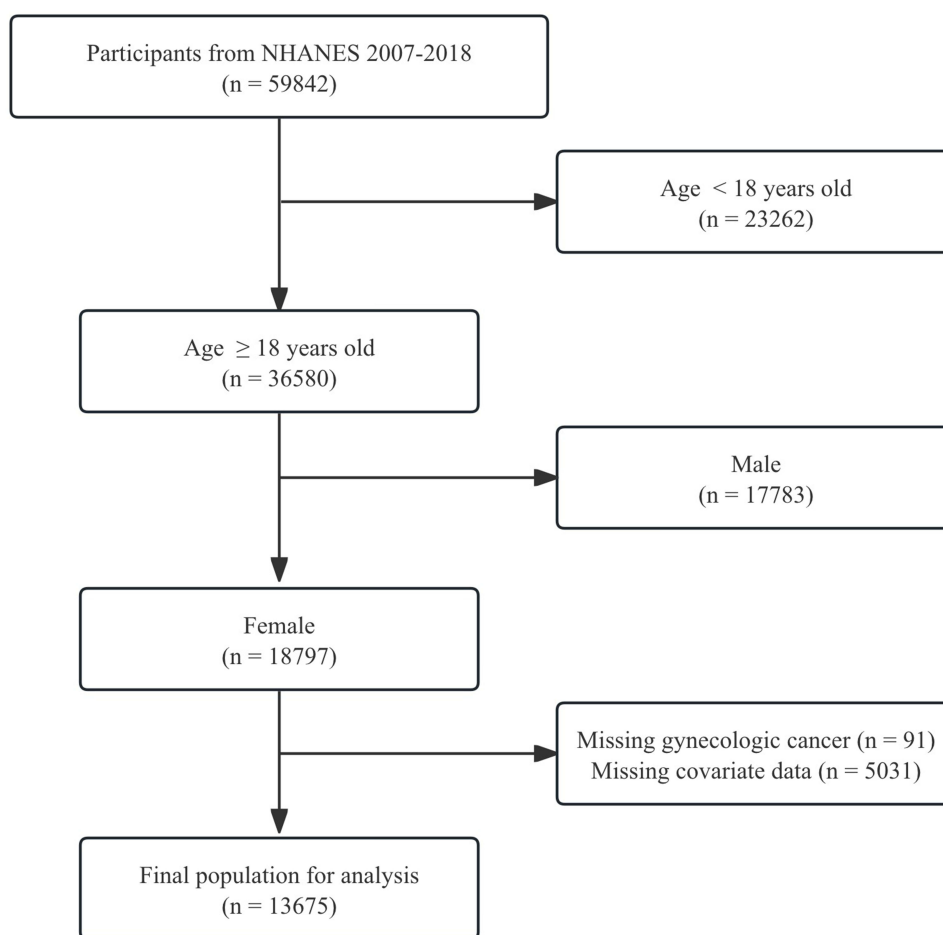 Participants from NHANES 2007-2018
(n = 59842)
Age < 18 years old
(n = 23262)
Age ≥ 18 years old
(n = 36580)
Male
(n = 17783)
Female
(n = 18797)
Missing gynecologic cancer (n = 91)
Missing covariate data (n = 5031)
Final population for analysis
(n = 13675)